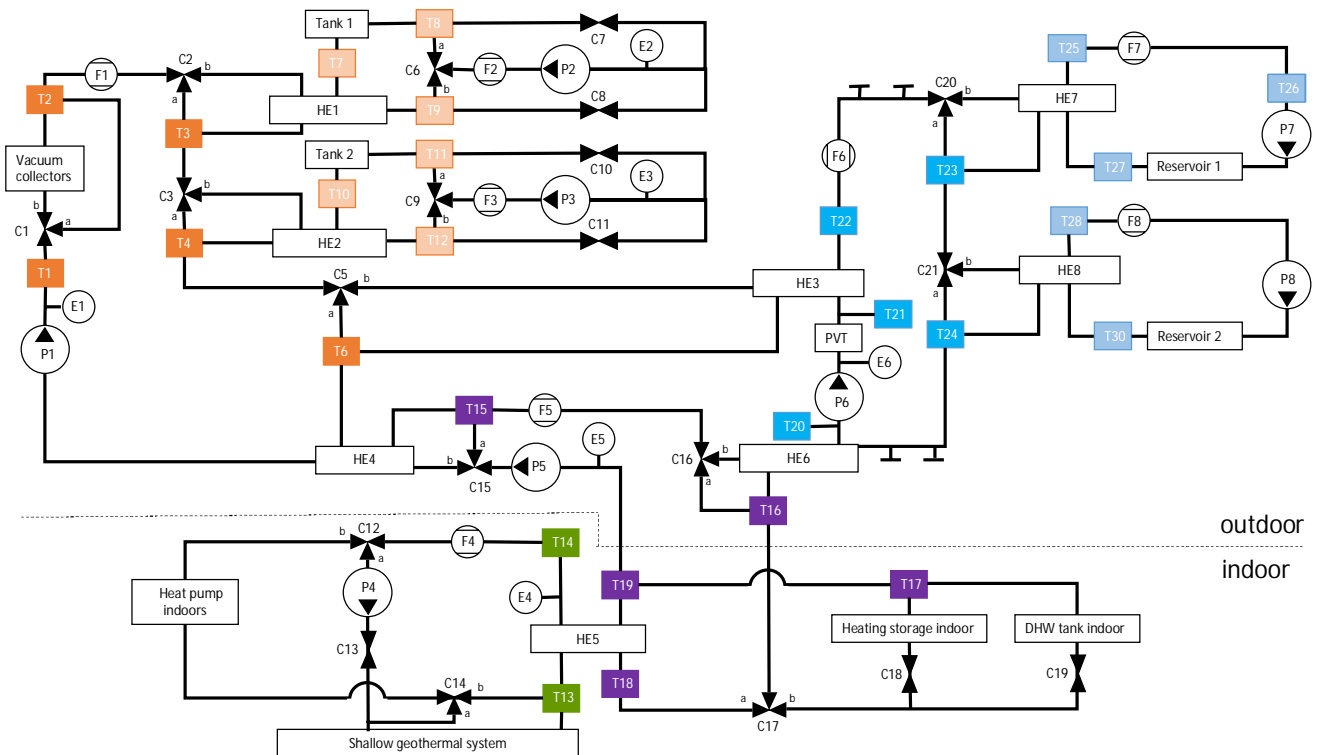 Tank 1
T8
C7
E2
T25
F7
F1
C2
b
a
T7
a
C6
b
F2
P2
C20
b
a
T26
T2
HE1
T9
C8
HE7
P7
T3
F6
Vacuum
collectors
Tank 2
T11
C10
E3
T23
T27
Reservoir 1
b
C3
a
T10
a
C9
b
F3
P3
C11
b
a
C1
T22
T28
F8
T4
HE2
T12
T1
C5
b
a
HE3
C21
b
a
HE8
P8
E1
T21
P1
T6
PVT
T24
T30
Reservoir 2
E6
P6
T15
F5
T20
a
b
C15
P5
E5
HE4
C16
b
a
HE6
T16
outdoor
indoor
C12
b
a
F4
T14
Heat pump
indoors
P4
E4
T19
T17
HE5
Heating storage indoor
DHW tank indoor
C13
C14
b
a
T13
T18
C18
C19
a
b
C17
Shallow geothermal system